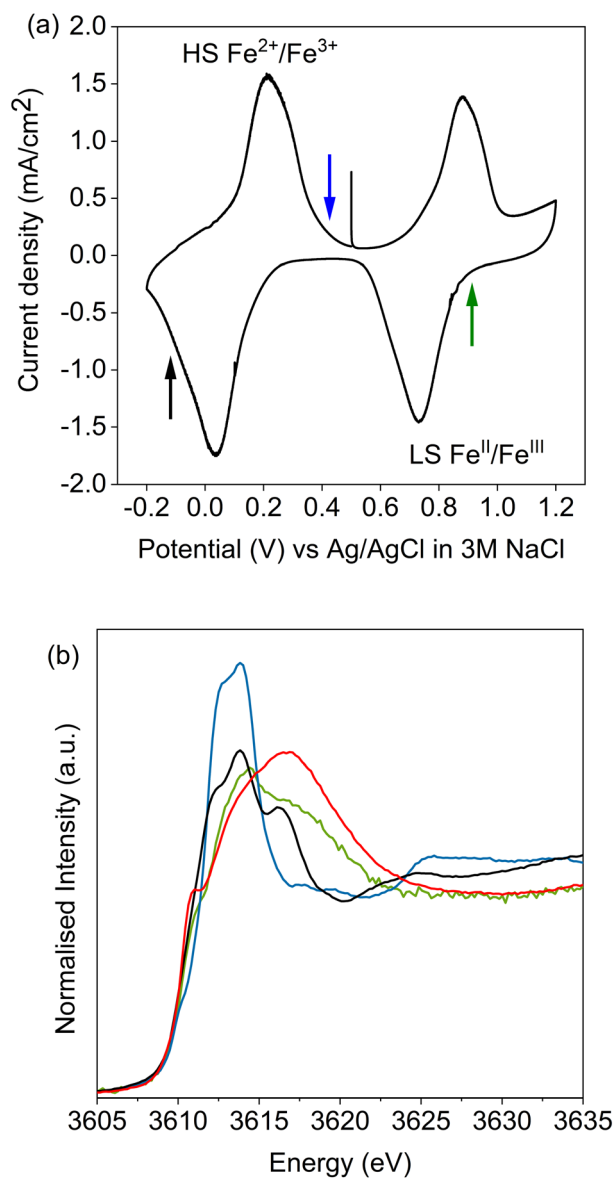 (a)
HS Fe²⁺/Fe³⁺
2.0
1.5
1.0
0.5
0.0
-0.5
-1.0
-1.5
-2.0
Current density (mA/cm²)
LS Feᴵᴵ/Feᴵᴵᴵ
-0.2 0.0 0.2 0.4 0.6 0.8 1.0 1.2
Potential (V) vs Ag/AgCl in 3M NaCl
(b)
Normalised Intensity (a.u.)
3605 3610 3615 3620 3625 3630 3635
Energy (eV)